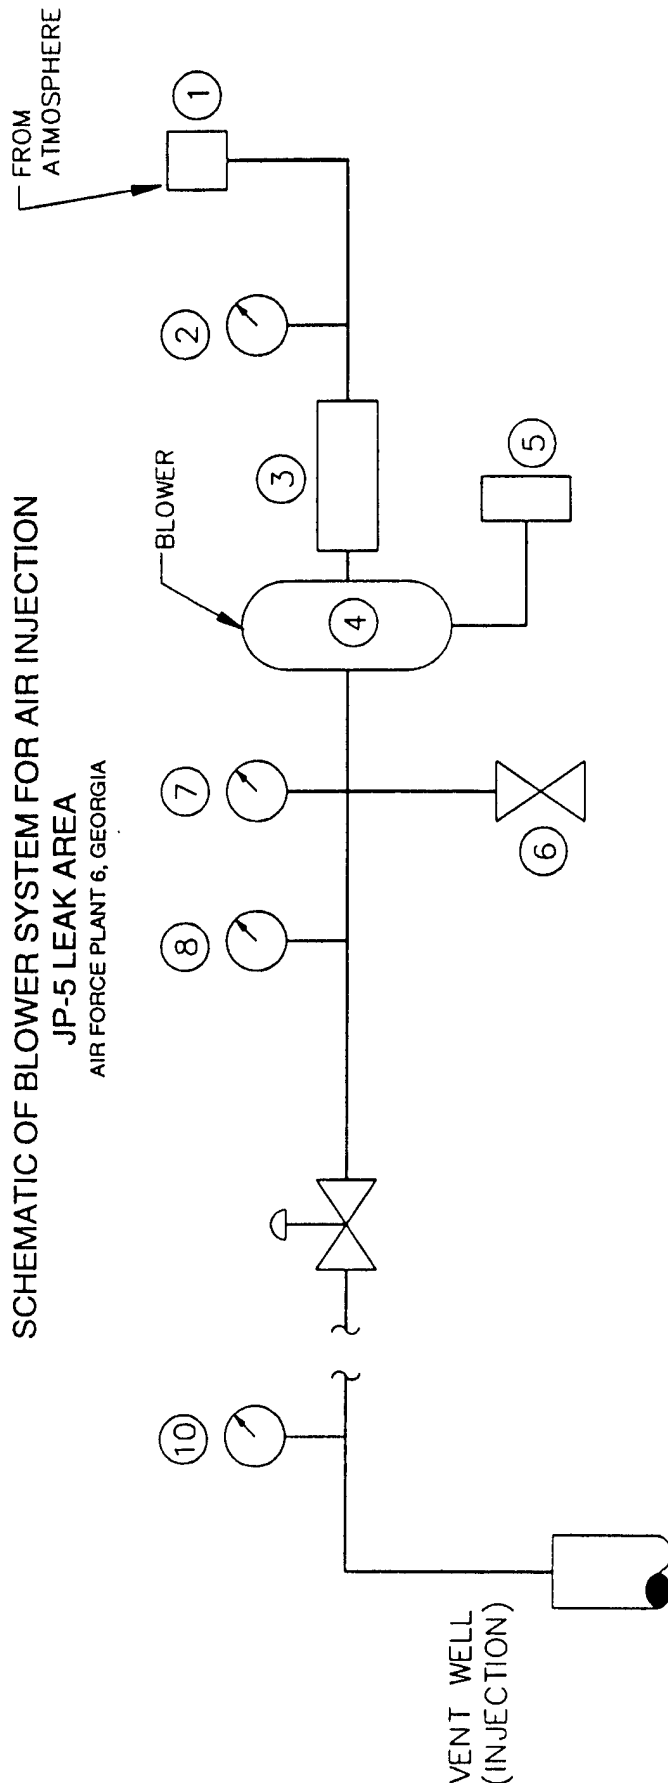 SCHEMATIC OF BLOWER SYSTEM FOR AIR INJECTION
JP-5 LEAK AREA
AIR FORCE PLANT 6, GEORGIA
FROM
ATMOSPHERE
1
2
3
BLOWER
4
5
7
6
8
10
VENT WELL
(INJECTION)